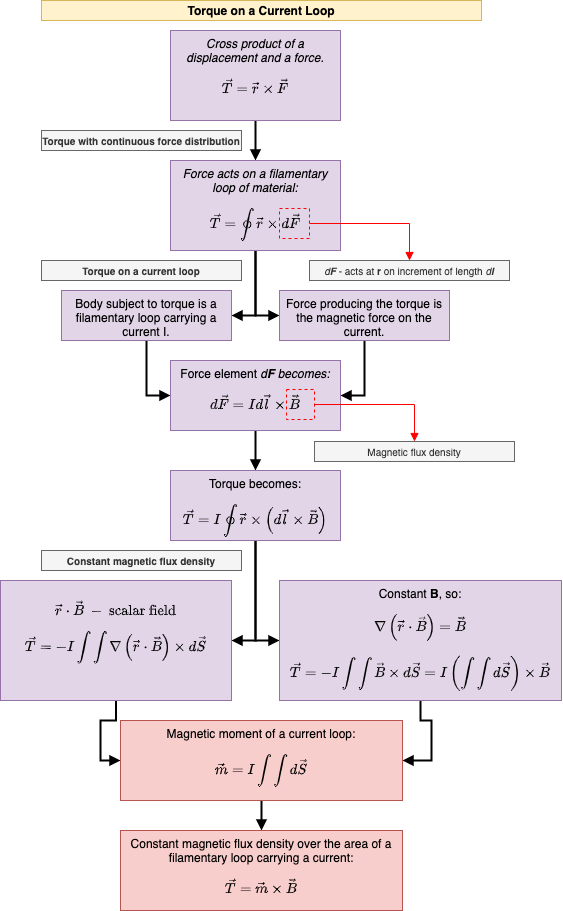 Torque on a Current Loop
Cross product of a
displacement and a force.
$\vec{T} = \vec{r} \times \vec{F}$
Torque with continuous force distribution
Force acts on a filamentary
loop of material:
$\vec{T} = \oint \vec{r} \times d\vec{F}$
Torque on a current loop
dF - acts at r on increment of length dl
Body subject to torque is a
filamentary loop carrying a
current I.
Force producing the torque is
the magnetic force on the
current.
Force element dF becomes:
$d\vec{F} = Id\vec{l} \times \vec{B}$
Magnetic flux density
Torque becomes:
$\vec{T} = I \oint \vec{r} \times \left( d\vec{l} \times \vec{B} \right)$
Constant magnetic flux density
$\vec{r} \cdot \vec{B} - \text{ scalar field}$
$\vec{T} = -I \int \int \nabla \left( \vec{r} \cdot \vec{B} \right) \times d\vec{S}$
Constant B, so:
$\nabla \left( \vec{r} \cdot \vec{B} \right) = \vec{B}$
$\vec{T} = -I \int \int \vec{B} \times d\vec{S} = I \left( \int \int d\vec{S} \right) \times \vec{B}$
Magnetic moment of a current loop:
$\vec{m} = I \int \int d\vec{S}$
Constant magnetic flux density over the area of a
filamentary loop carrying a current:
$\vec{T} = \vec{m} \times \vec{B}$